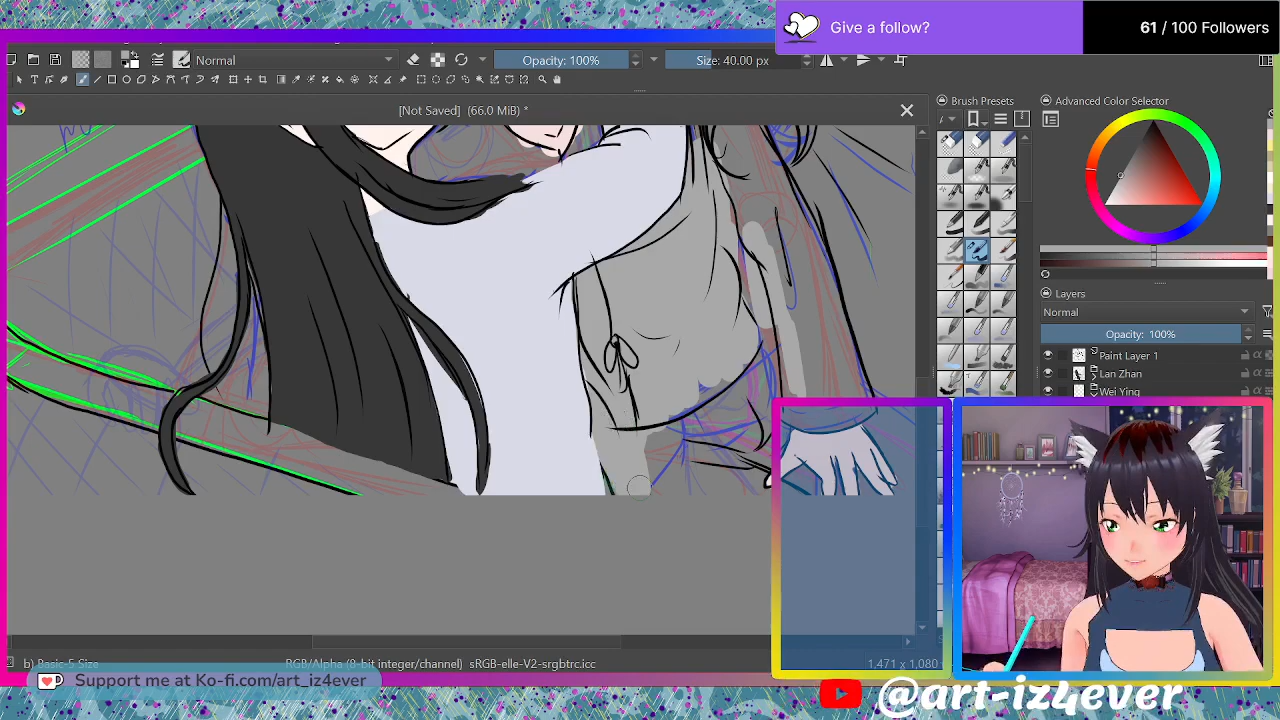 Give a follow?
61 / 100 Followers
Normal
Opacity: 100%
Size: 40.00 px
[Not Saved] (66.0 MiB) *
Brush Presets
Advanced Color Selector
Layers
Normal
Opacity: 100%
Paint Layer 1
Lan Zhan
Wei Ying
b) Basic-5 Size
RGB/Alpha (8-bit integer/channel) sRGB-elle-V2-srgbtrc.icc
1,471 x 1,080
Support me at Ko-fi.com/art_iz4ever
@art-iz4ever